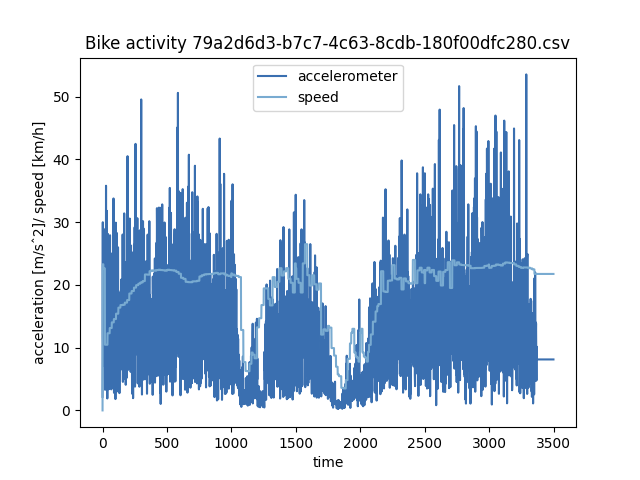 Bike activity 79a2d6d3-b7c7-4c63-8cdb-180f00dfc280.csv
accelerometer
speed
acceleration [m/s^2]/ speed [km/h]
50
40
30
20
10
0
0 500 1000 1500 2000 2500 3000 3500
time